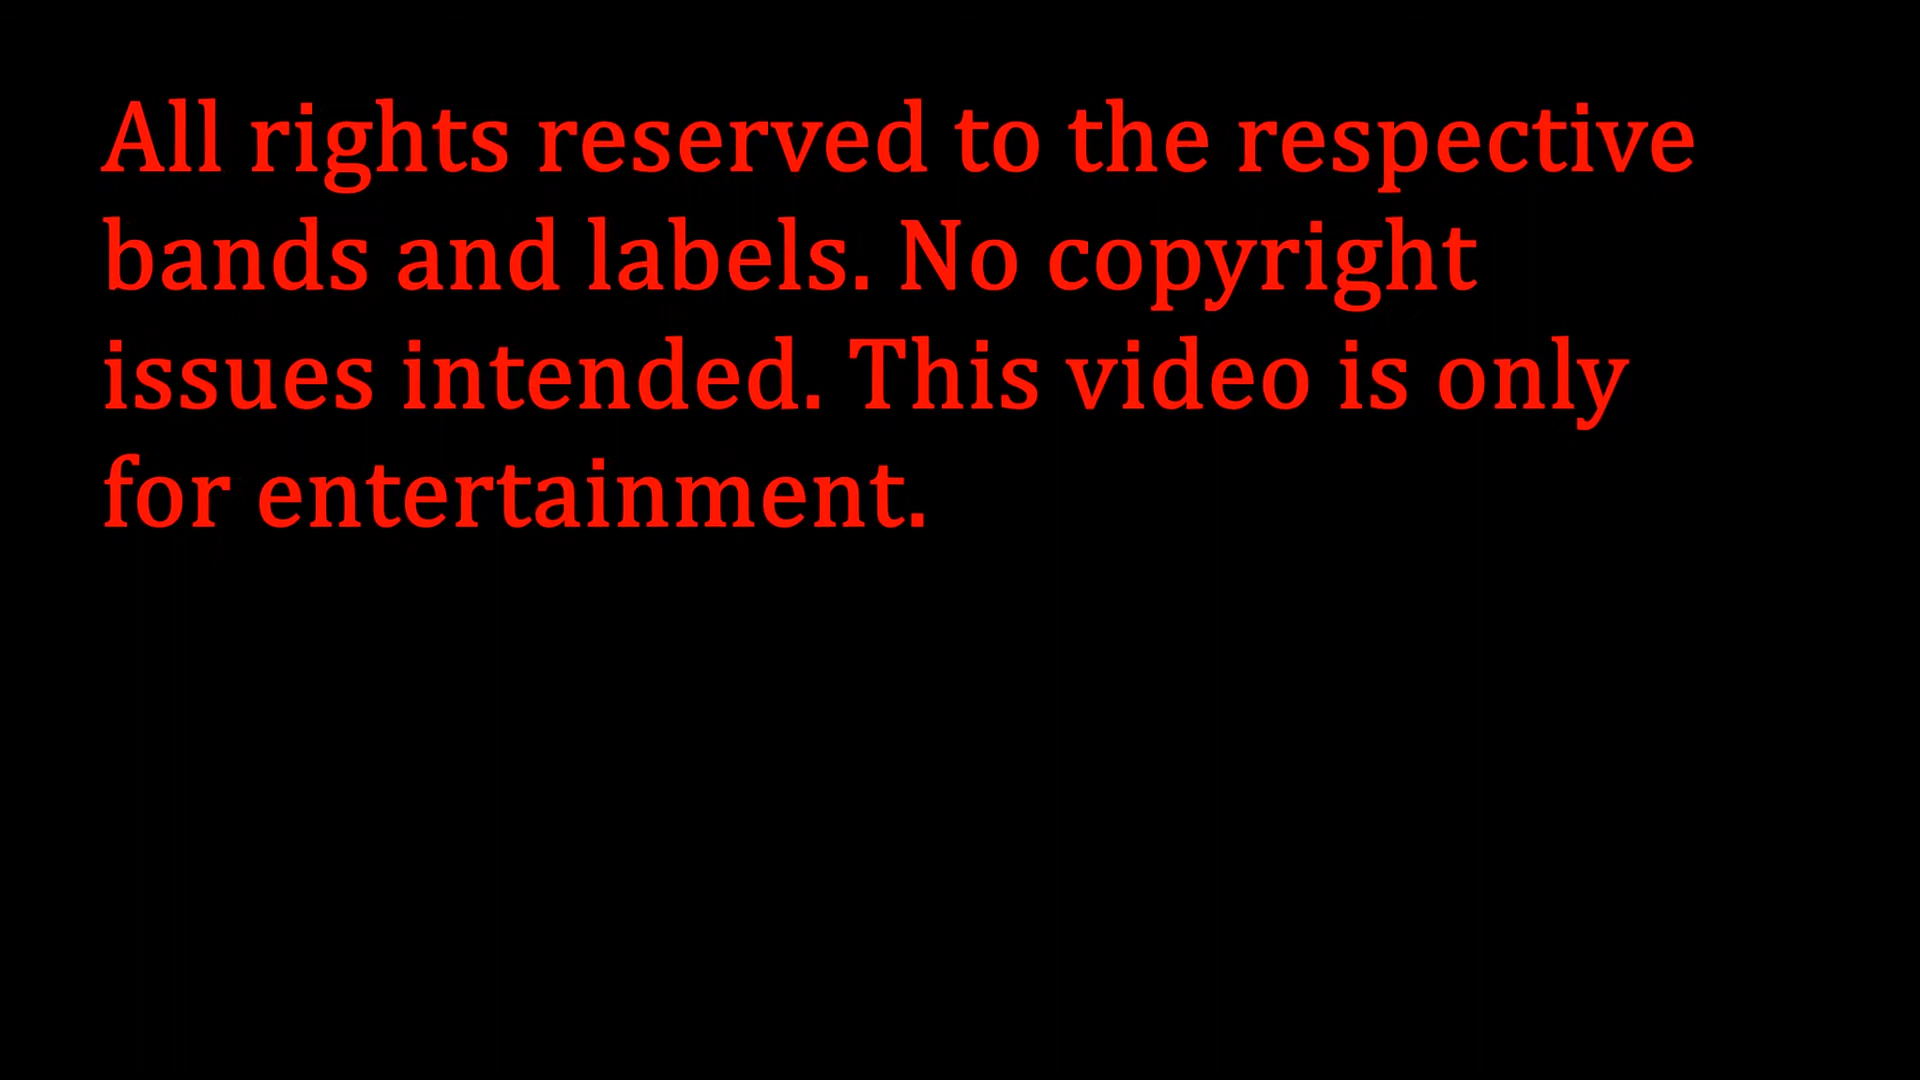 All rights reserved to the respective
bands and labels. No copyright
issues intended. This video is only
for entertainment.